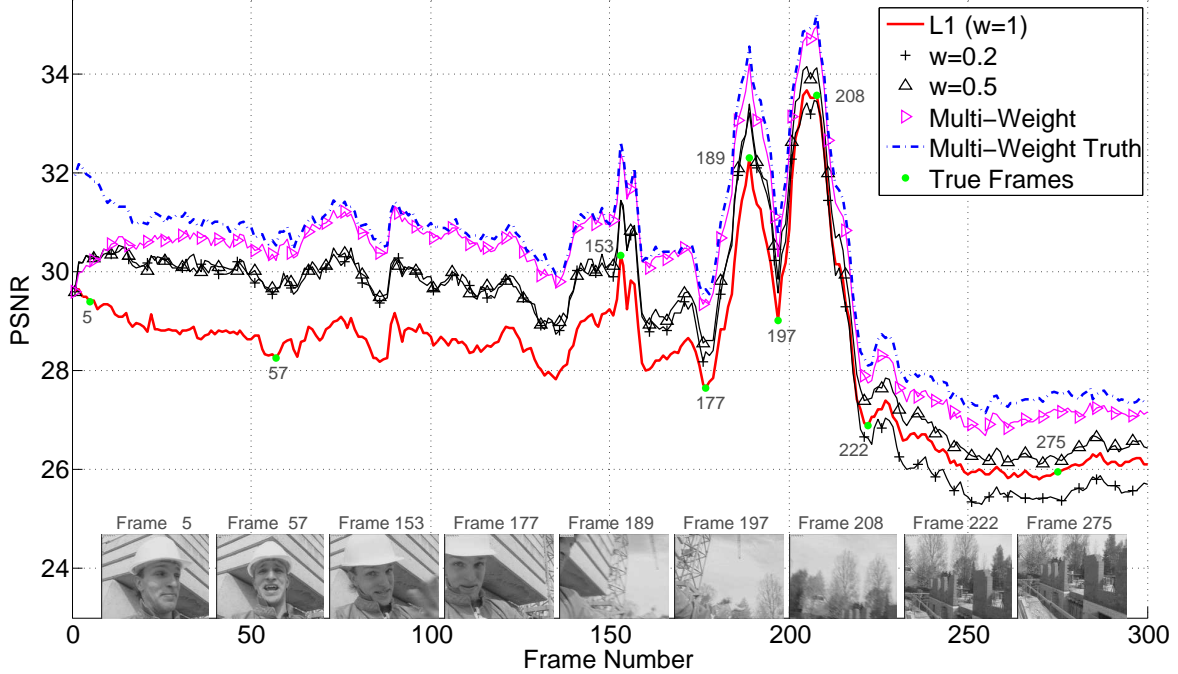 L1 (w=1)
w=0.2
w=0.5
Multi−Weight
Multi−Weight Truth
True Frames
34
32
30
28
26
24
PSNR
5
57
153
177
189
197
208
222
275
Frame 5
Frame 57
Frame 153
Frame 177
Frame 189
Frame 197
Frame 208
Frame 222
Frame 275
0
50
100
150
200
250
300
Frame Number